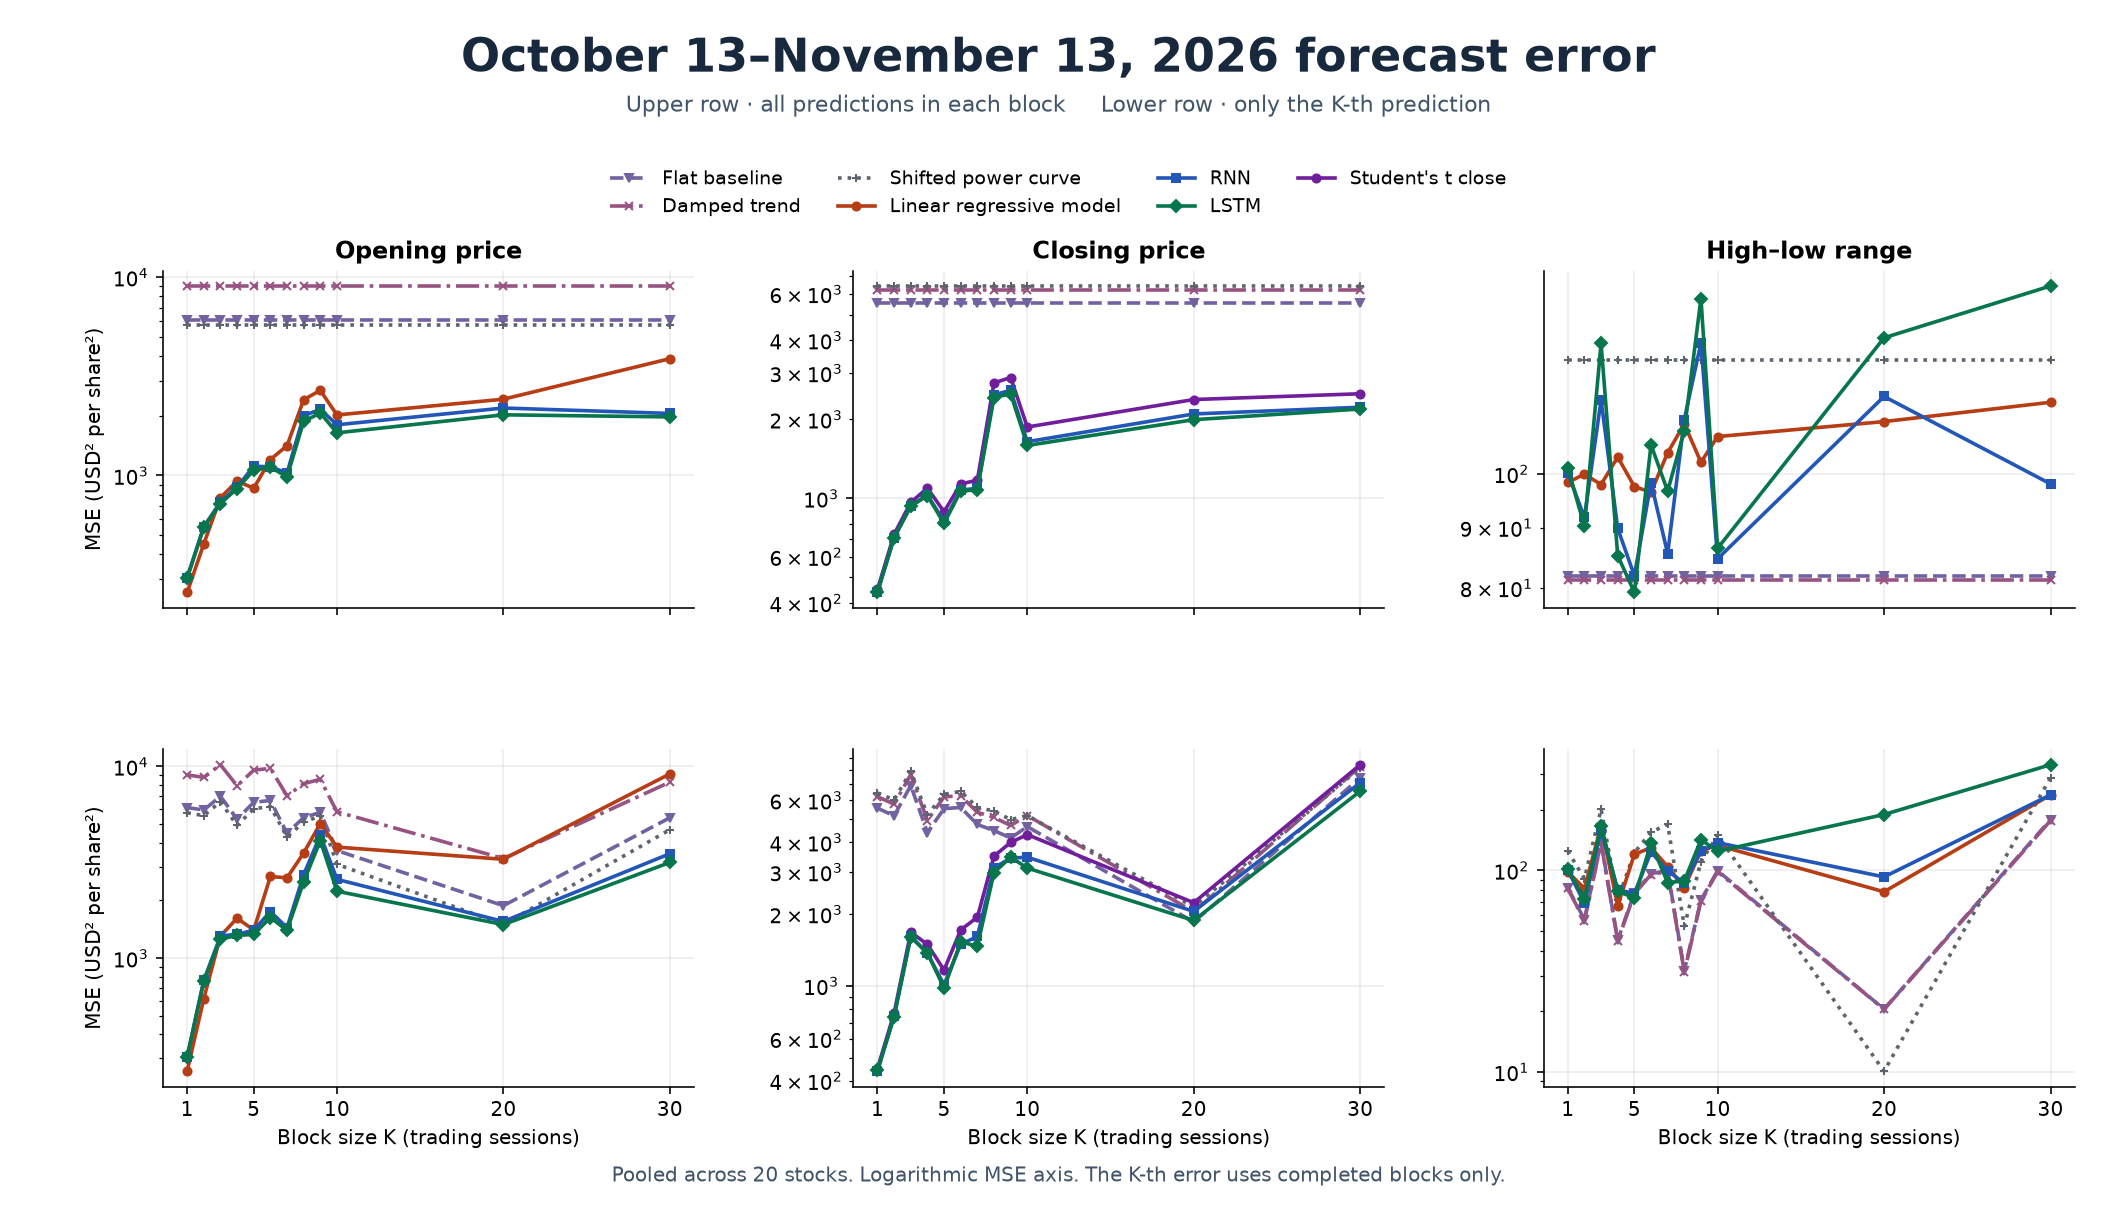 October 13–November 13, 2026 forecast error
Upper row · all predictions in each block Lower row · only the K-th prediction
Flat baseline Shifted power curve RNN Student's t close
Damped trend Linear regressive model LSTM
Opening price Closing price High–low range
MSE (USD² per share²)
10⁴
10³
6 × 10³
4 × 10³
3 × 10³
2 × 10³
10³
6 × 10²
4 × 10²
10²
9 × 10¹
8 × 10¹
MSE (USD² per share²)
10⁴
10³
6 × 10³
4 × 10³
3 × 10³
2 × 10³
10³
6 × 10²
4 × 10²
10²
10¹
1 5 10 20 30 1 5 10 20 30 1 5 10 20 30
Block size K (trading sessions) Block size K (trading sessions) Block size K (trading sessions)
Pooled across 20 stocks. Logarithmic MSE axis. The K-th error uses completed blocks only.